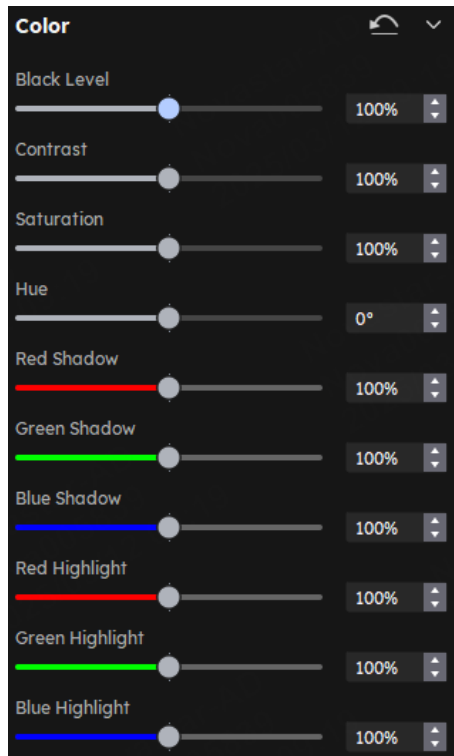 Color
Black Level
100%
Contrast
100%
Saturation
100%
Hue
0°
Red Shadow
100%
Green Shadow
100%
Blue Shadow
100%
Red Highlight
100%
Green Highlight
100%
Blue Highlight
100%